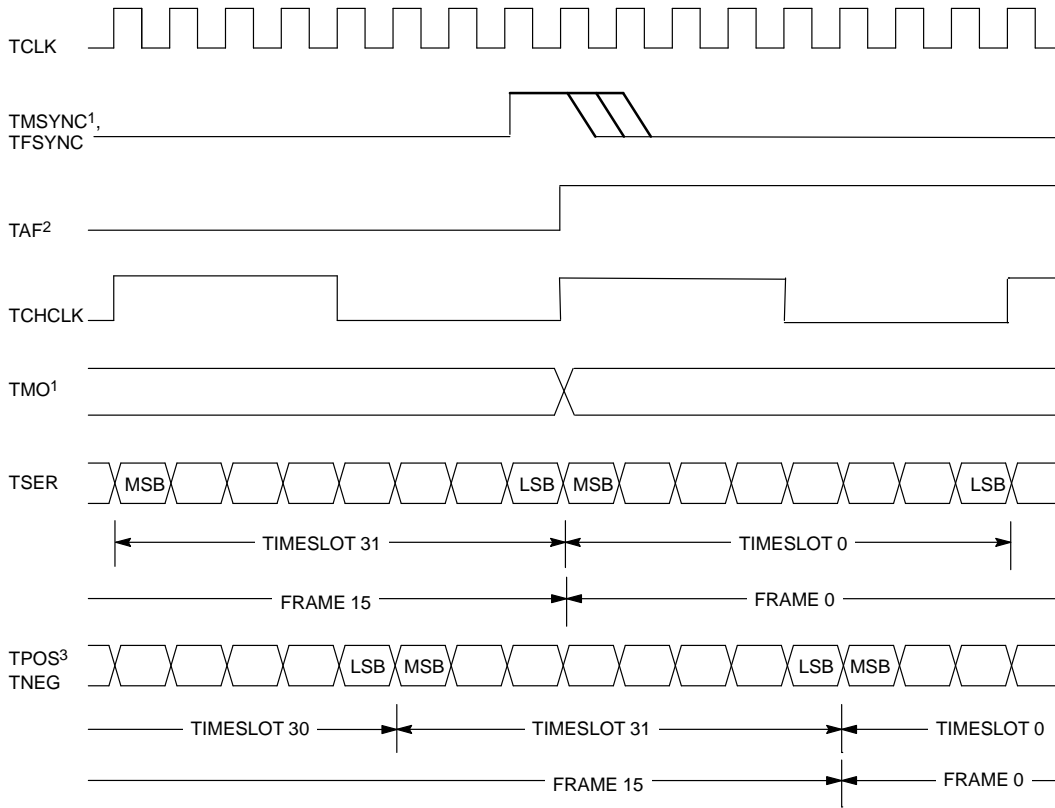 TCLK
TMSYNC¹,
TFSYNC
TAF²
TCHCLK
TMO¹
TSER MSB LSB MSB LSB
TIMESLOT 31 TIMESLOT 0
FRAME 15 FRAME 0
TPOS³ LSB MSB LSB MSB
TNEG
TIMESLOT 30 TIMESLOT 31 TIMESLOT 0
FRAME 15 FRAME 0